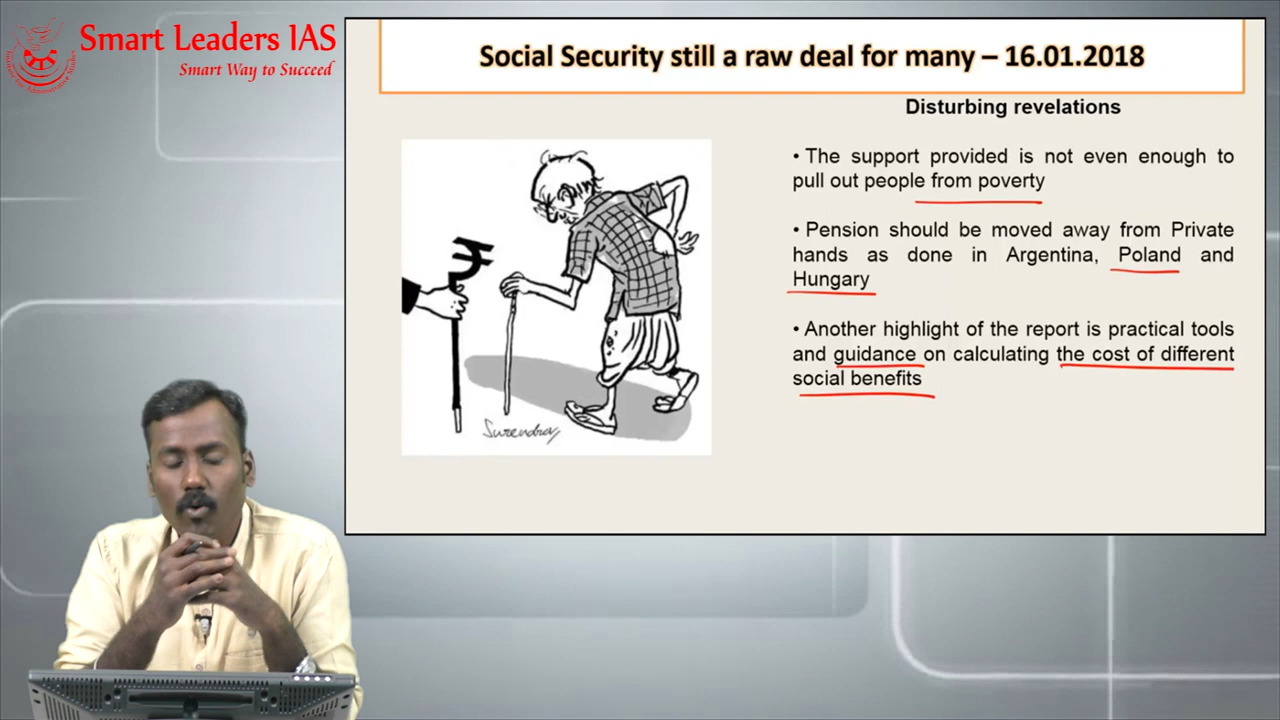 Smart Leaders IAS
Smart Way to Succeed
Social Security still a raw deal for many – 16.01.2018
Disturbing revelations
• The support provided is not even enough to
pull out people from poverty
• Pension should be moved away from Private
hands as done in Argentina, Poland and
Hungary
• Another highlight of the report is practical tools
and guidance on calculating the cost of different
social benefits
₹
Surendra